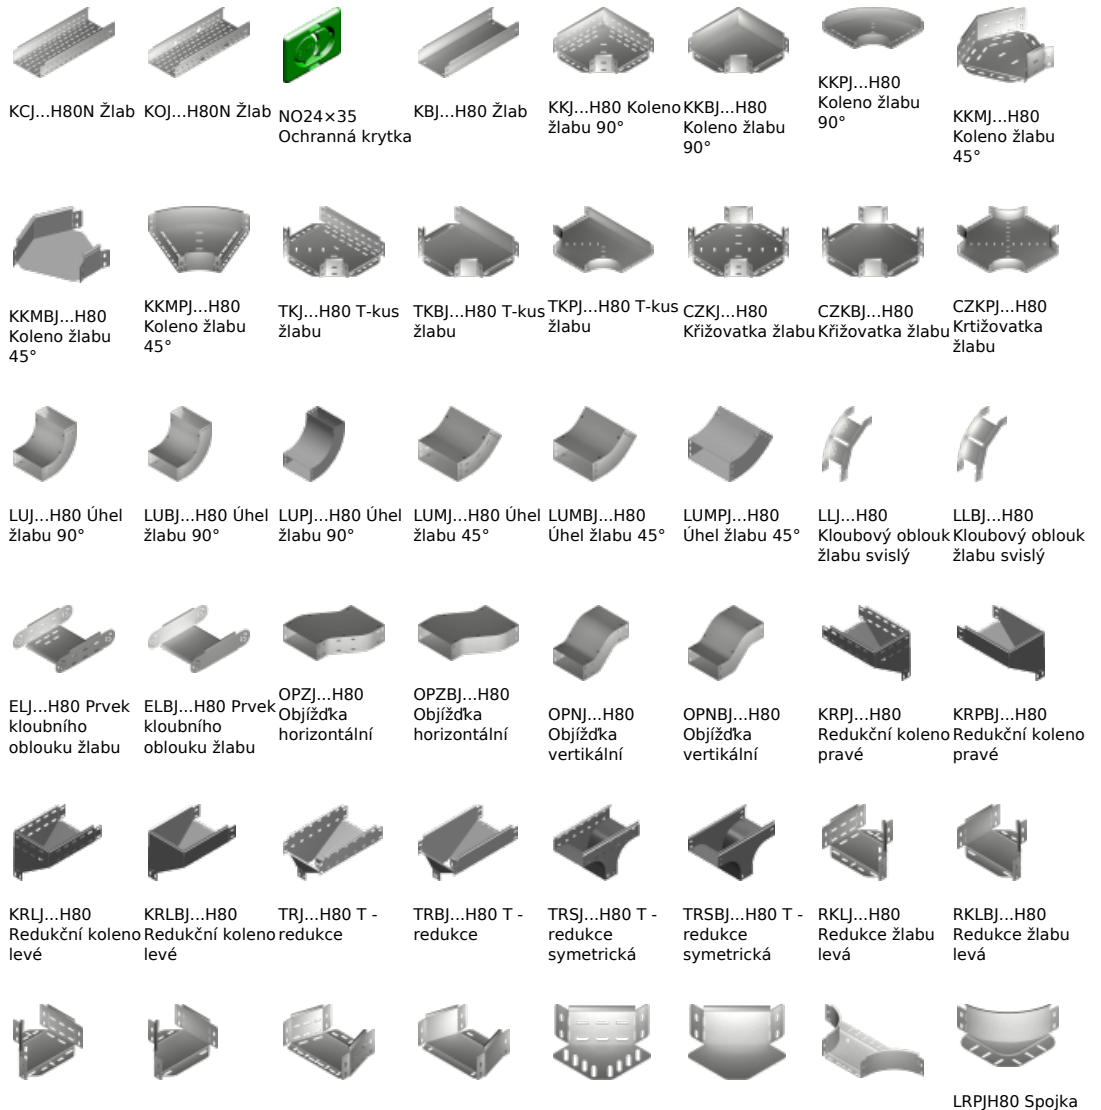 KCJ...H80N Žlab
KOJ...H80N Žlab
NO24×35
Ochranná krytka
KBJ...H80 Žlab
KKJ...H80 Koleno
žlabu 90°
KKBJ...H80
Koleno žlabu
90°
KKPJ...H80
Koleno žlabu
90°
KKMJ...H80
Koleno žlabu
45°
KKMBJ...H80
Koleno žlabu
45°
KKMPJ...H80
Koleno žlabu
45°
TKJ...H80 T-kus
žlabu
TKBJ...H80 T-kus
žlabu
TKPJ...H80 T-kus
žlabu
CZKJ...H80
Křižovatka žlabu
CZKBJ...H80
Křižovatka žlabu
CZKPJ...H80
Krtižovatka
žlabu
LUJ...H80 Úhel
žlabu 90°
LUBJ...H80 Úhel
žlabu 90°
LUPJ...H80 Úhel
žlabu 90°
LUMJ...H80 Úhel
žlabu 45°
LUMBJ...H80
Úhel žlabu 45°
LUMPJ...H80
Úhel žlabu 45°
LLJ...H80
Kloubový oblouk
žlabu svislý
LLBJ...H80
Kloubový oblouk
žlabu svislý
ELJ...H80 Prvek
kloubního
oblouku žlabu
ELBJ...H80 Prvek
kloubního
oblouku žlabu
OPZJ...H80
Objížďka
horizontální
OPZBJ...H80
Objížďka
horizontální
OPNJ...H80
Objížďka
vertikální
OPNBJ...H80
Objížďka
vertikální
KRPJ...H80
Redukční koleno
pravé
KRPBJ...H80
Redukční koleno
pravé
KRLJ...H80
Redukční koleno
levé
KRLBJ...H80
Redukční koleno
levé
TRJ...H80 T -
redukce
TRBJ...H80 T -
redukce
TRSJ...H80 T -
redukce
symetrická
TRSBJ...H80 T -
redukce
symetrická
RKLJ...H80
Redukce žlabu
levá
RKLBJ...H80
Redukce žlabu
levá
LRPJH80 Spojka